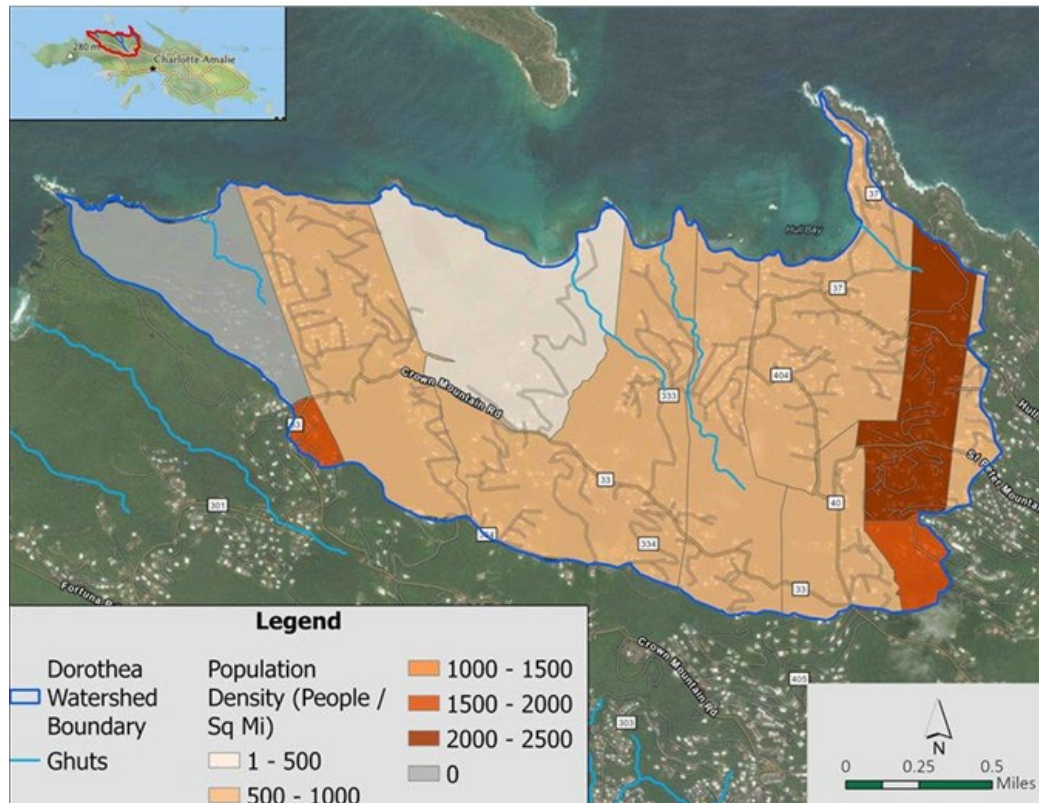 280 m
Charlotte Amalie
37
Hull Bay
37
Crown Mountain Rd
333
404
33
St Peter Mountain
33
40
301
334
334
33
Fortuna
Crown Mountain Rd
405
303
Legend
Dorothea
Watershed
Boundary
Ghuts
Population
Density (People /
Sq Mi)
1 - 500
500 - 1000
1000 - 1500
1500 - 2000
2000 - 2500
0
N
0 0.25 0.5
Miles